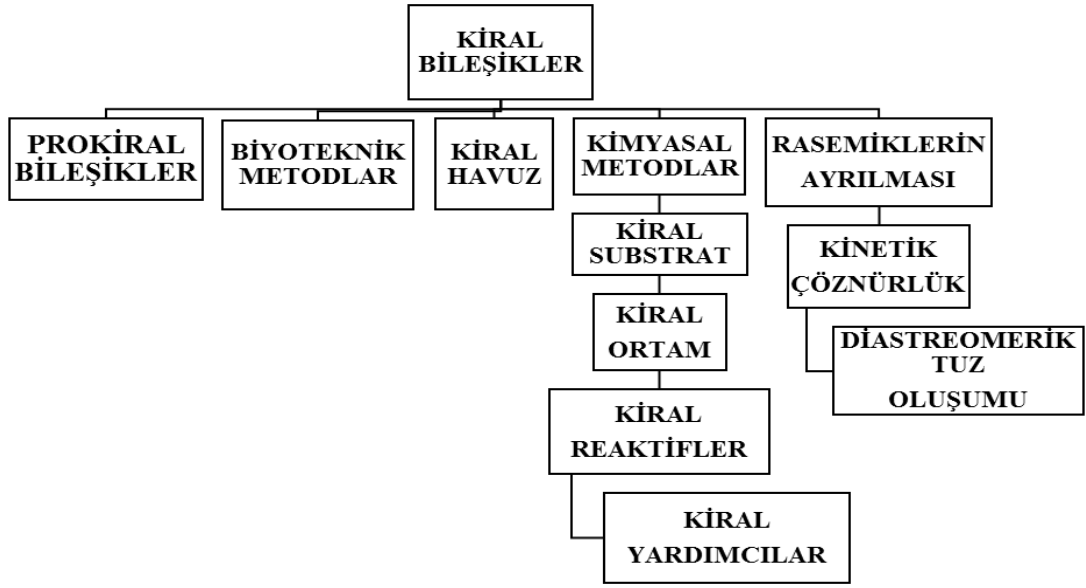 KİRAL
BİLEŞİKLER
PROKİRAL
BİLEŞİKLER
BİYOTEKNİK
METODLAR
KİRAL
HAVUZ
KİMYASAL
METODLAR
RASEMİKLERİN
AYRILMASI
KİRAL
SUBSTRAT
KİRAL
ORTAM
KİRAL
REAKTİFLER
KİRAL
YARDIMCILAR
KİNETİK
ÇÖZNÜRLÜK
DİASTREOMERİK
TUZ
OLUŞUMU